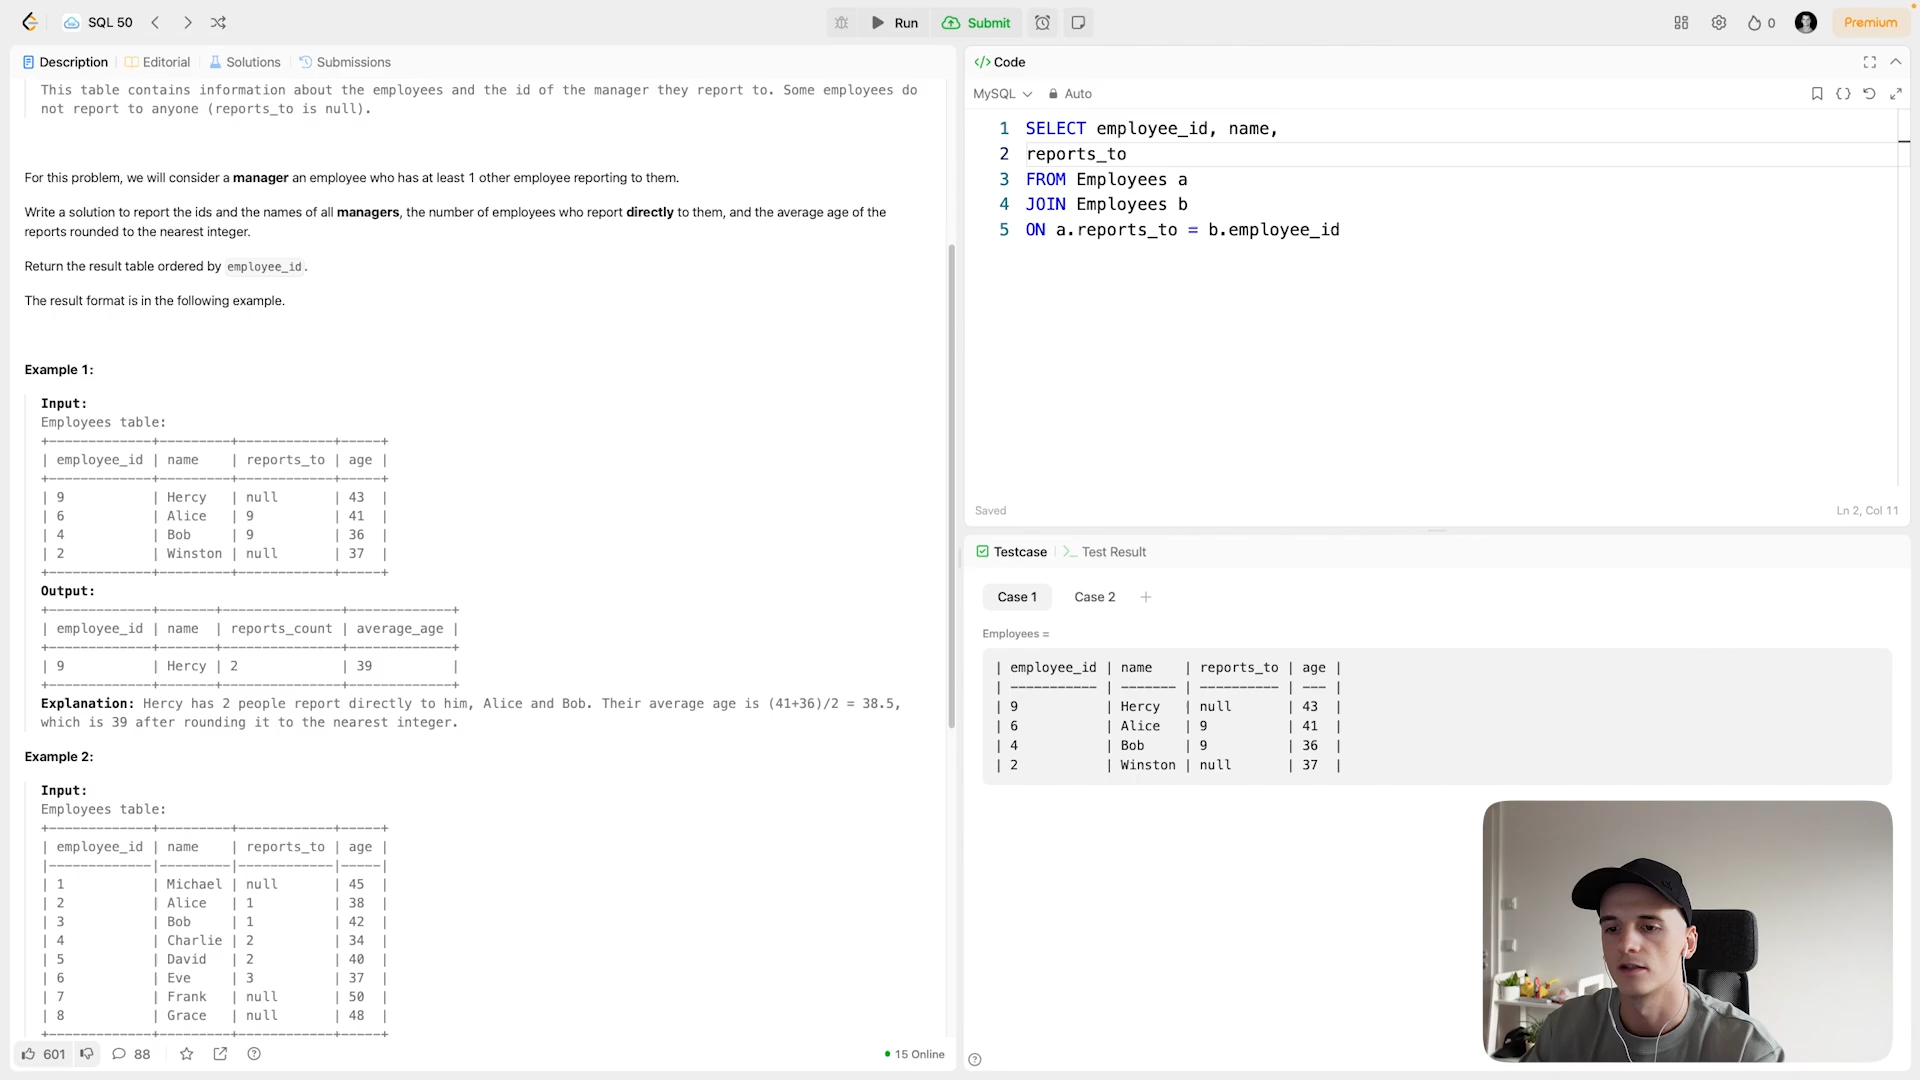 SQL 50
Run
Submit
0
Premium
Description
Editorial
Solutions
Submissions
This table contains information about the employees and the id of the manager they report to. Some employees do
not report to anyone (reports_to is null).
For this problem, we will consider a manager an employee who has at least 1 other employee reporting to them.
Write a solution to report the ids and the names of all managers, the number of employees who report directly to them, and the average age of the
reports rounded to the nearest integer.
Return the result table ordered by employee_id.
The result format is in the following example.
Example 1:
Input:
Employees table:
+-------------+---------+------------+-----+
| employee_id | name    | reports_to | age |
+-------------+---------+------------+-----+
| 9           | Hercy   | null       | 43  |
| 6           | Alice   | 9          | 41  |
| 4           | Bob     | 9          | 36  |
| 2           | Winston | null       | 37  |
+-------------+---------+------------+-----+
Output:
+-------------+-------+---------------+-------------+
| employee_id | name  | reports_count | average_age |
+-------------+-------+---------------+-------------+
| 9           | Hercy | 2             | 39          |
+-------------+-------+---------------+-------------+
Explanation: Hercy has 2 people report directly to him, Alice and Bob. Their average age is (41+36)/2 = 38.5,
which is 39 after rounding it to the nearest integer.
Example 2:
Input:
Employees table:
+-------------+---------+------------+-----+
| employee_id | name    | reports_to | age |
|-------------|---------|------------|-----|
| 1           | Michael | null       | 45  |
| 2           | Alice   | 1          | 38  |
| 3           | Bob     | 1          | 42  |
| 4           | Charlie | 2          | 34  |
| 5           | David   | 2          | 40  |
| 6           | Eve     | 3          | 37  |
| 7           | Frank   | null       | 50  |
| 8           | Grace   | null       | 48  |
+-------------+---------+------------+-----+
601
88
15 Online
</> Code
MySQL
Auto
1 SELECT employee_id, name,
2 reports_to
3 FROM Employees a
4 JOIN Employees b
5 ON a.reports_to = b.employee_id
Saved
Ln 2, Col 11
Testcase
>_ Test Result
Case 1
Case 2
+
Employees =
| employee_id | name    | reports_to | age |
| ----------- | ------- | ---------- | --- |
| 9           | Hercy   | null       | 43  |
| 6           | Alice   | 9          | 41  |
| 4           | Bob     | 9          | 36  |
| 2           | Winston | null       | 37  |